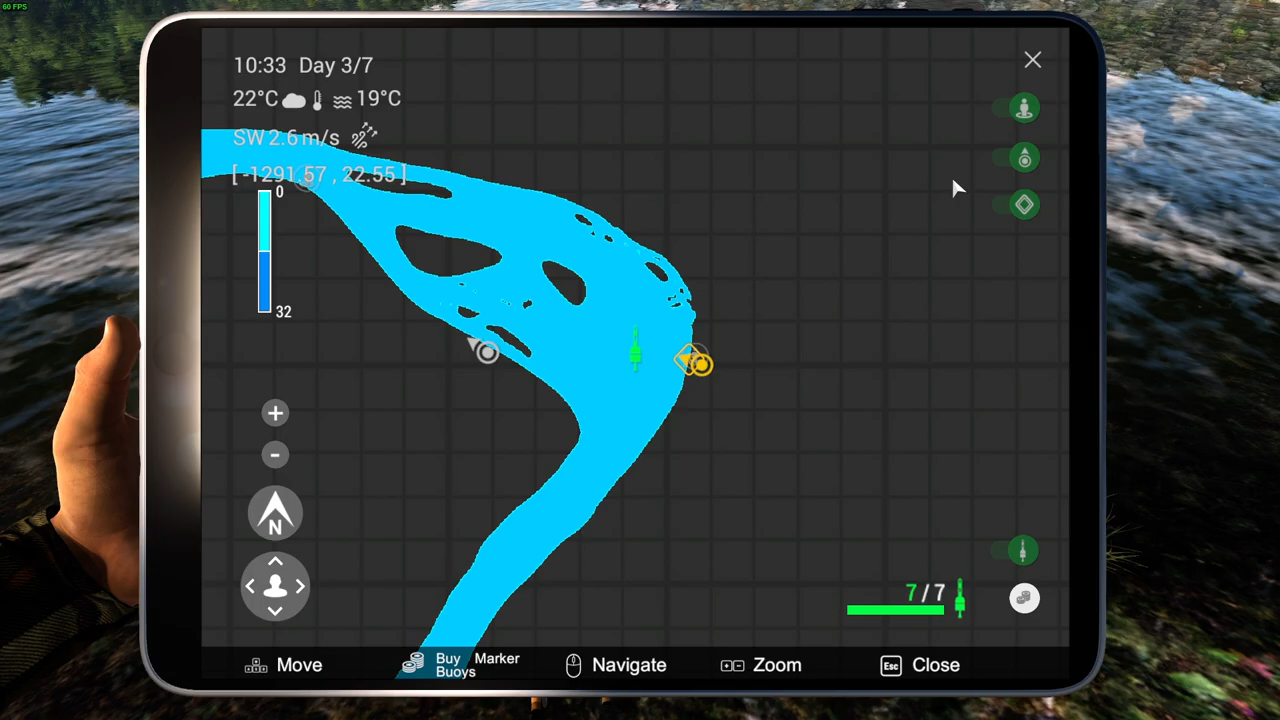 60 FPS
10:33 Day 3/7
22°C 19°C
SW 2.6 m/s
[ -1291.57 , 22.55 ]
0
32
+
-
N
7 / 7
Move
Buy Marker
Buoys
Navigate
Zoom
Esc Close